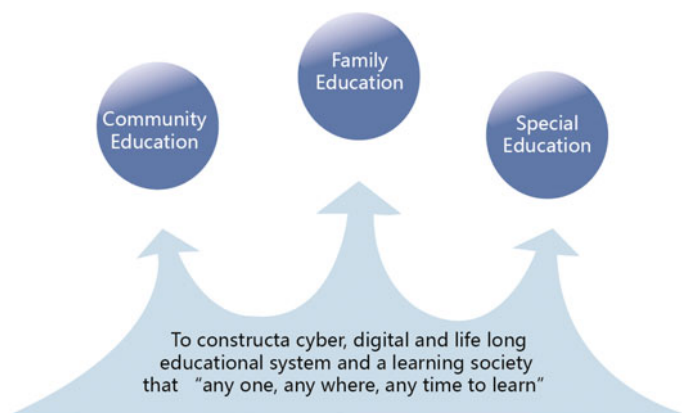 Family
Education
Community
Education
Special
Education
To constructa cyber, digital and life long
educational system and a learning society
that “any one, any where, any time to learn”